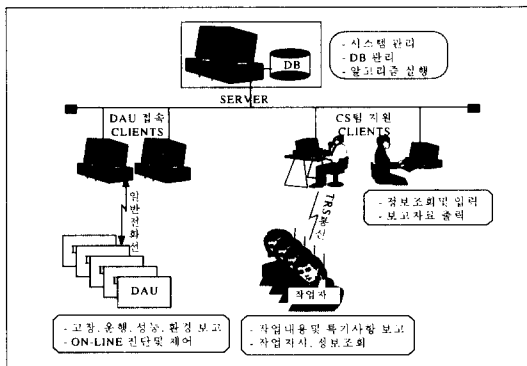 - 시스템 관리
- DB 관리
- 알고리즘 실행
DB
SERVER
DAU 접속
CLIENTS
CS팀 지원
CLIENTS
일반전화선
TRS통신
- 정보조회및 입력
- 보고자료 출력
DAU
작업자
- 고장, 운행, 성능, 환경 보고
- ON-LINE 진단및 제어
- 작업내용및 특기사항 보고
- 작업자시, 정보조회